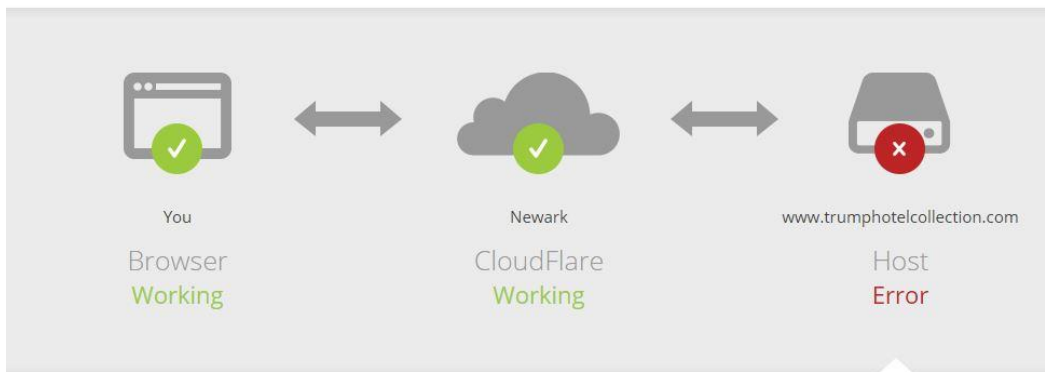 You
Newark
www.trumphotelcollection.com
Browser
CloudFlare
Host
Working
Working
Error